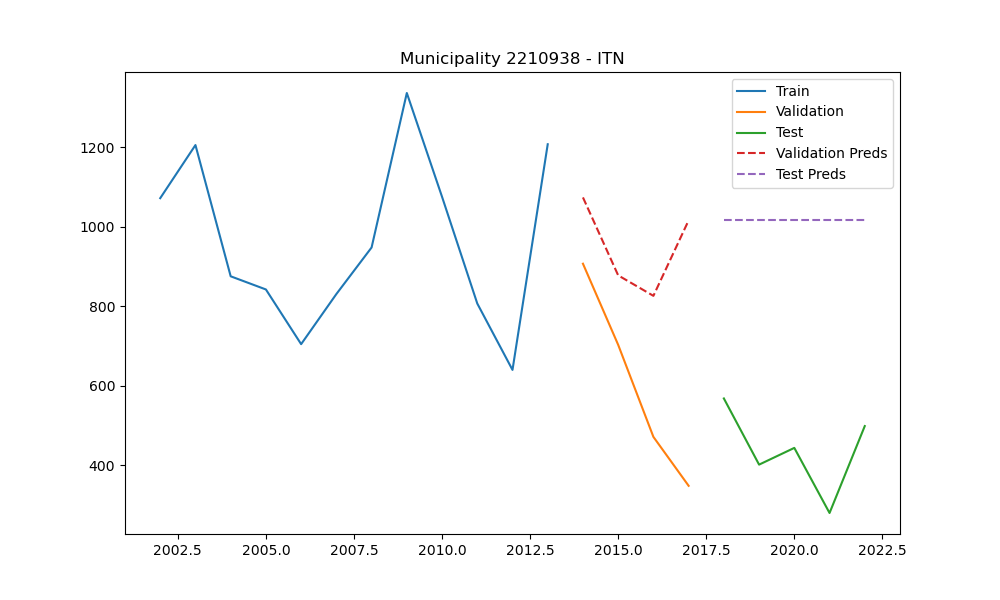 Municipality 2210938 - ITN
Train
Validation
Test
Validation Preds
Test Preds
1200
1000
800
600
400
2002.5 2005.0 2007.5 2010.0 2012.5 2015.0 2017.5 2020.0 2022.5